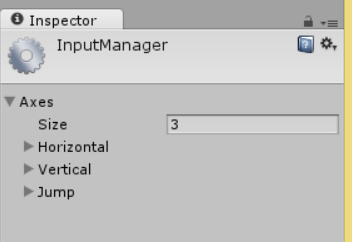 Inspector
InputManager
Axes
Size 3
Horizontal
Vertical
Jump